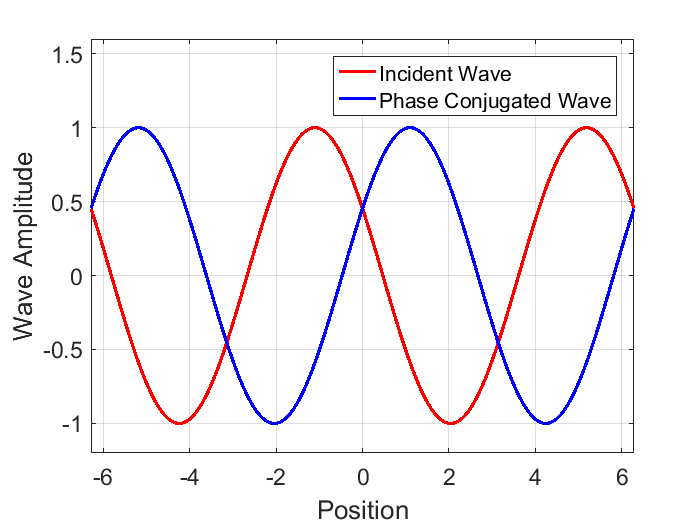 Incident Wave
Phase Conjugated Wave
1.5
1
0.5
0
-0.5
-1
Wave Amplitude
-6 -4 -2 0 2 4 6
Position